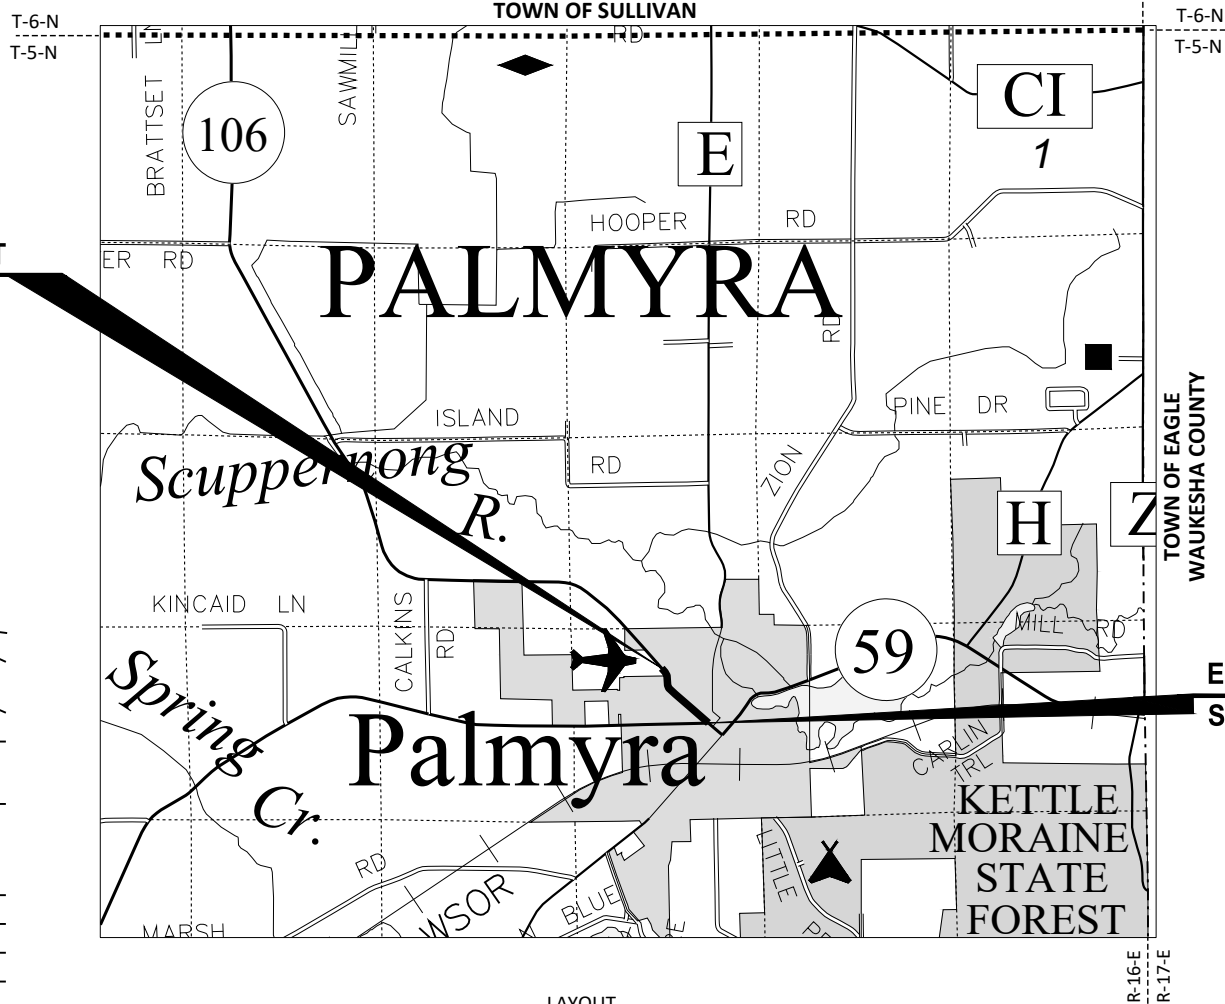 TOWN OF SULLIVAN
T-6-N
T-5-N
T-6-N
T-5-N
BRATTSET LN
SAWMILL
RD
106
E
CI
1
HOOPER RD
ER RD
T
PALMYRA
RD
ZION
PINE DR
ISLAND
RD
Scuppernong
R.
H
Z
TOWN OF EAGLE
WAUKESHA COUNTY
KINCAID LN
CALKINS
RD
MILL RD
59
Spring
Cr.
Palmyra
E
S
CARLIN
TRL
KETTLE
MORAINE
STATE
FOREST
LITTLE
RD
WSOR
BLUE
MARSH
R-16-E
R-17-E
LAYOUT